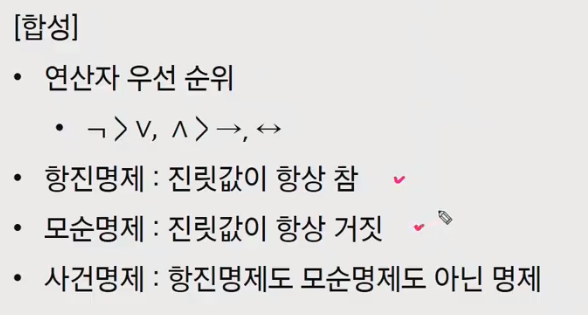 [합성]
• 연산자 우선 순위
• ¬ > ∨, ∧ > →, ↔
• 항진명제 : 진릿값이 항상 참
• 모순명제 : 진릿값이 항상 거짓
• 사건명제 : 항진명제도 모순명제도 아닌 명제